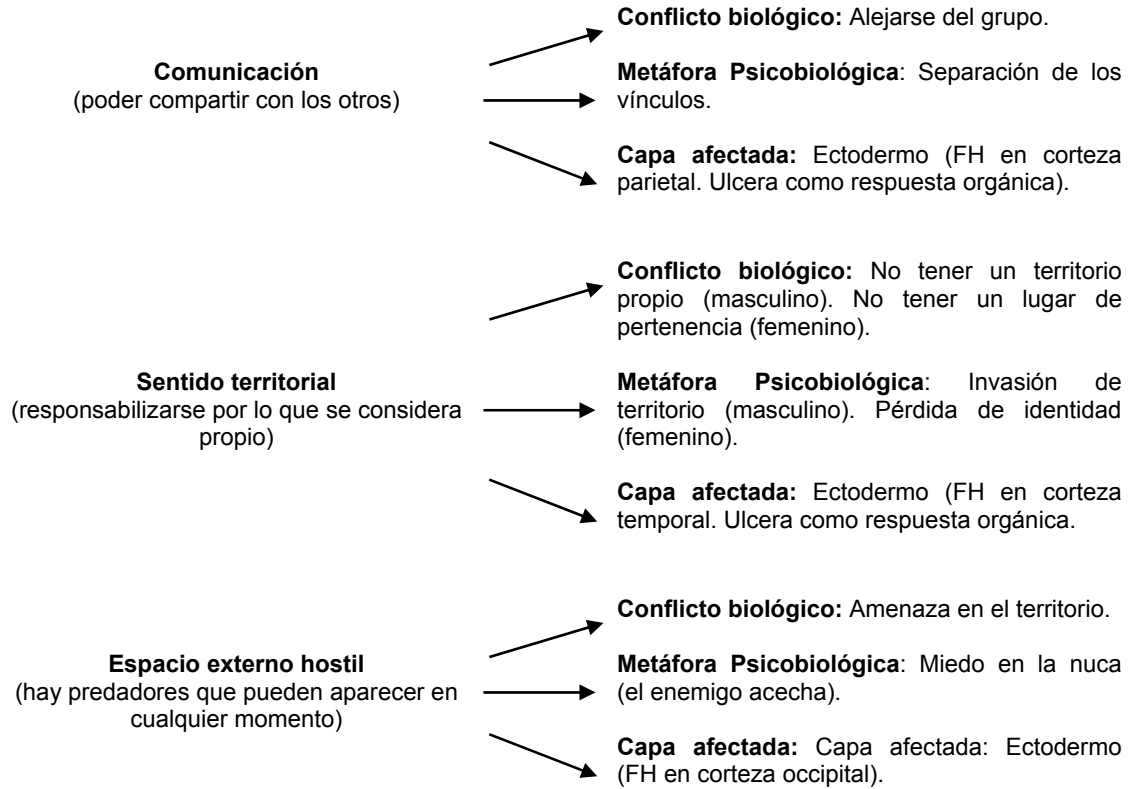 Conflicto biológico: Alejarse del grupo.
Comunicación
(poder compartir con los otros)
Metáfora Psicobiológica: Separación de los
vínculos.
Capa afectada: Ectodermo (FH en corteza
parietal. Ulcera como respuesta orgánica).
Conflicto biológico: No tener un territorio
propio (masculino). No tener un lugar de
pertenencia (femenino).
Sentido territorial
(responsabilizarse por lo que se considera
propio)
Metáfora Psicobiológica: Invasión de
territorio (masculino). Pérdida de identidad
(femenino).
Capa afectada: Ectodermo (FH en corteza
temporal. Ulcera como respuesta orgánica.
Conflicto biológico: Amenaza en el territorio.
Espacio externo hostil
(hay predadores que pueden aparecer en
cualquier momento)
Metáfora Psicobiológica: Miedo en la nuca
(el enemigo acecha).
Capa afectada: Capa afectada: Ectodermo
(FH en corteza occipital).